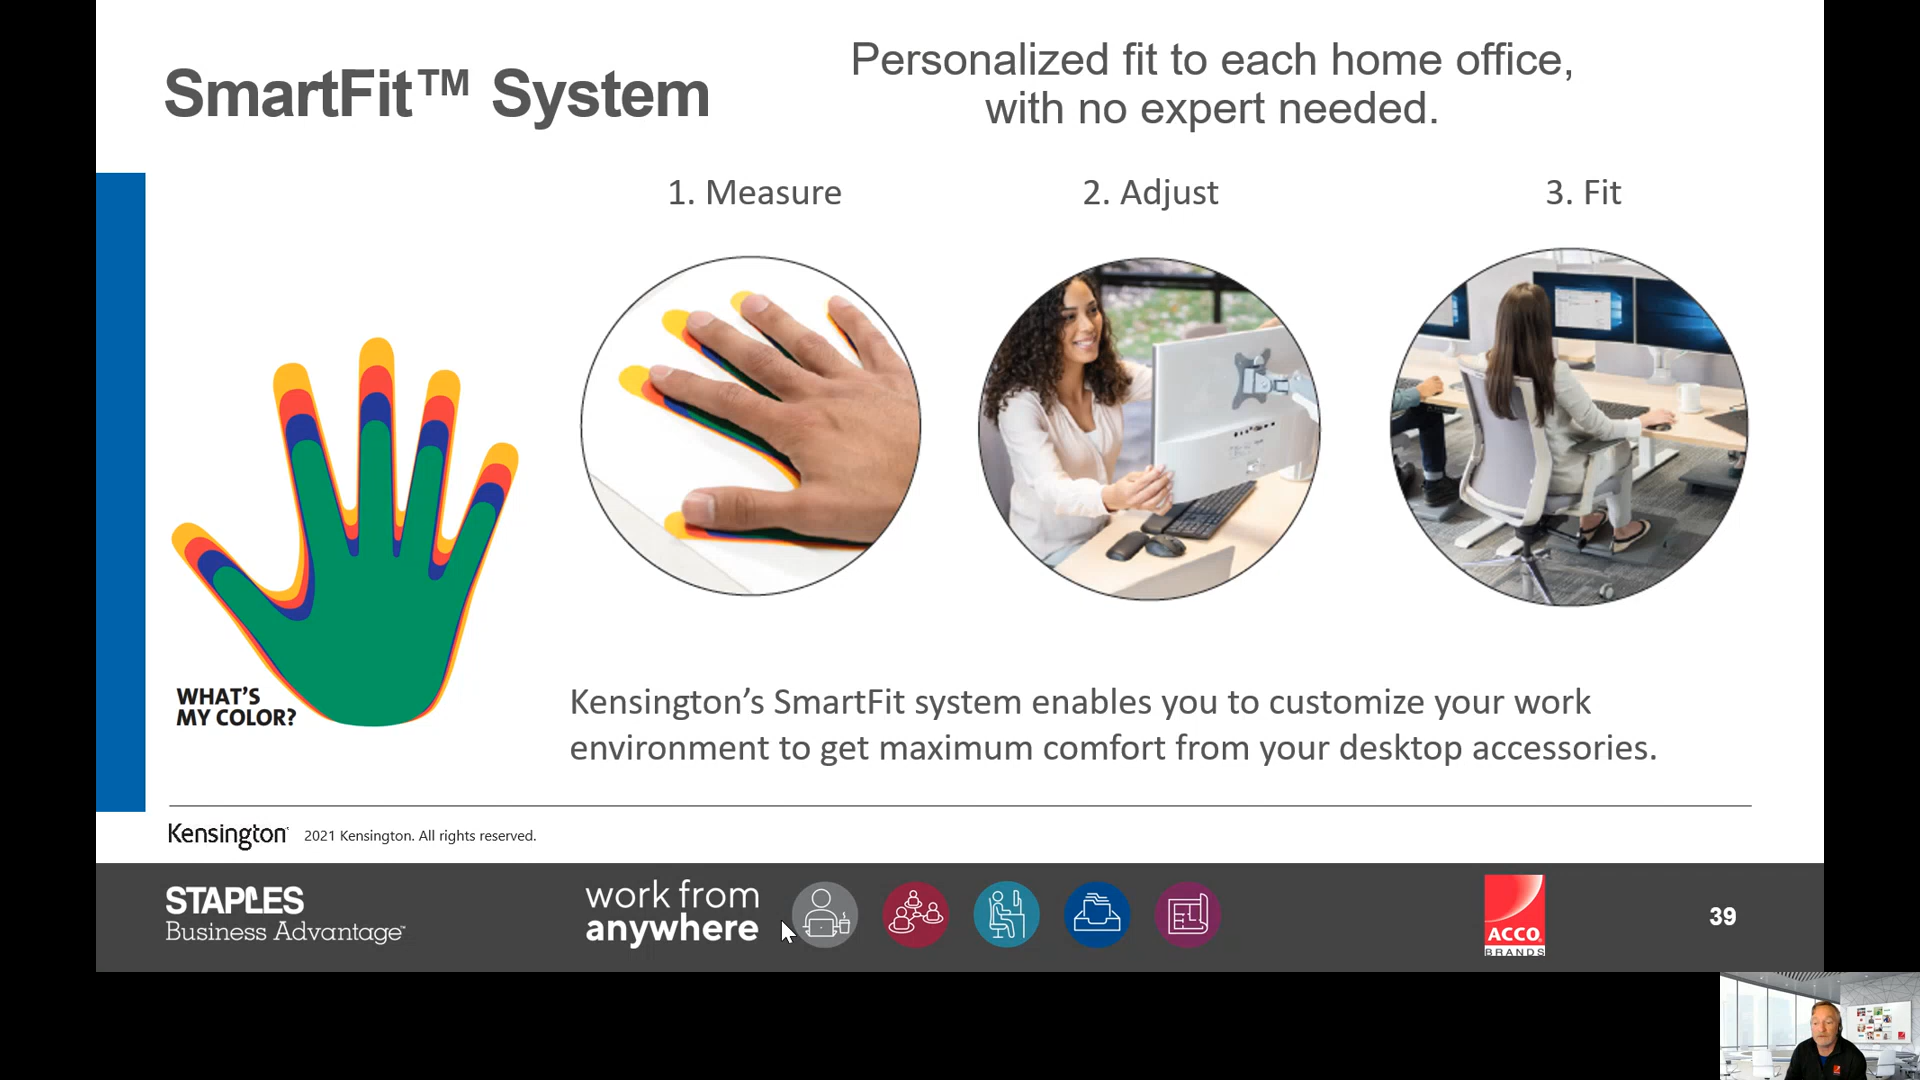 SmartFit™ System
Personalized fit to each home office,
with no expert needed.
1. Measure
2. Adjust
3. Fit
WHAT'S
MY COLOR?
Kensington's SmartFit system enables you to customize your work
environment to get maximum comfort from your desktop accessories.
Kensington 2021 Kensington. All rights reserved.
STAPLES
Business Advantage™
work from
anywhere
ACCO
BRANDS
39